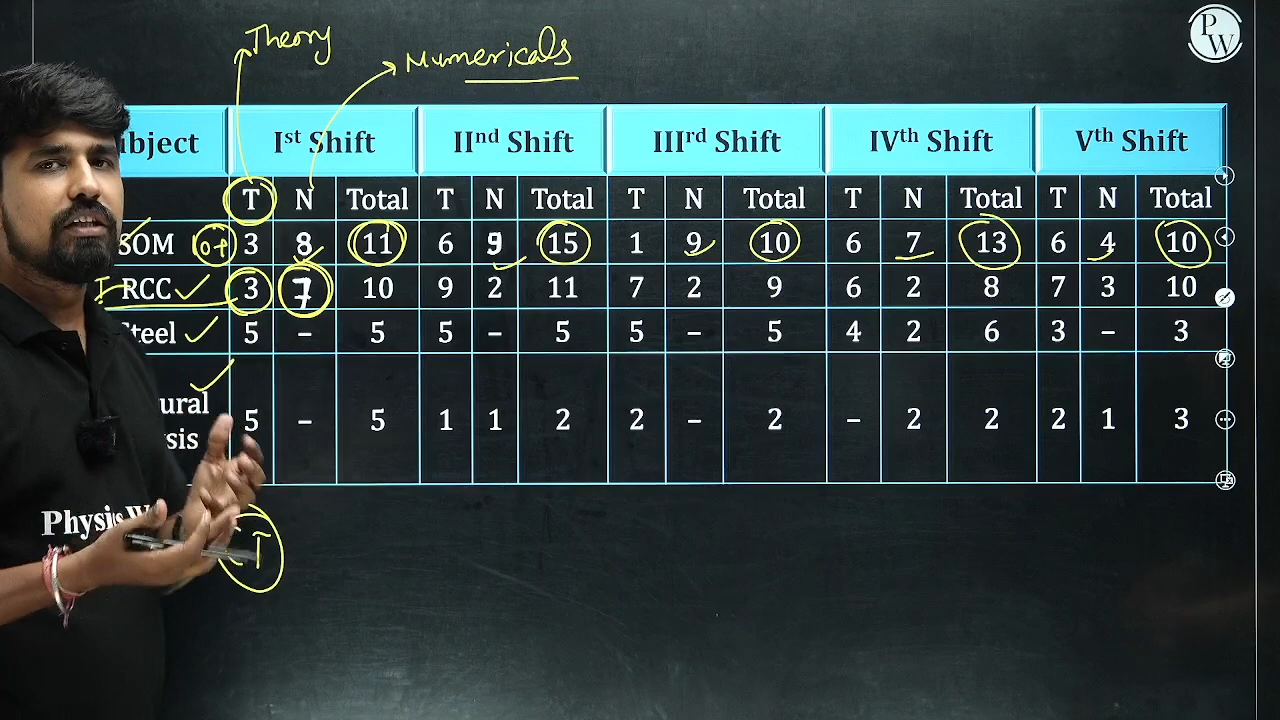 Theory
Numericals
PW
ubject Iˢᵗ Shift IIⁿᵈ Shift IIIʳᵈ Shift IVᵗʰ Shift Vᵗʰ Shift
T N Total T N Total T N Total T N Total T N Total
SOM 10+ 3 8 11 6 9 15 1 9 10 6 7 13 6 4 10
RCC 3 7 10 9 2 11 7 2 9 6 2 8 7 3 10
Steel 5 – 5 5 – 5 5 – 5 4 2 6 3 – 3
ural
sis 5 – 5 1 1 2 2 – 2 – 2 2 2 1 3
Physics W
T